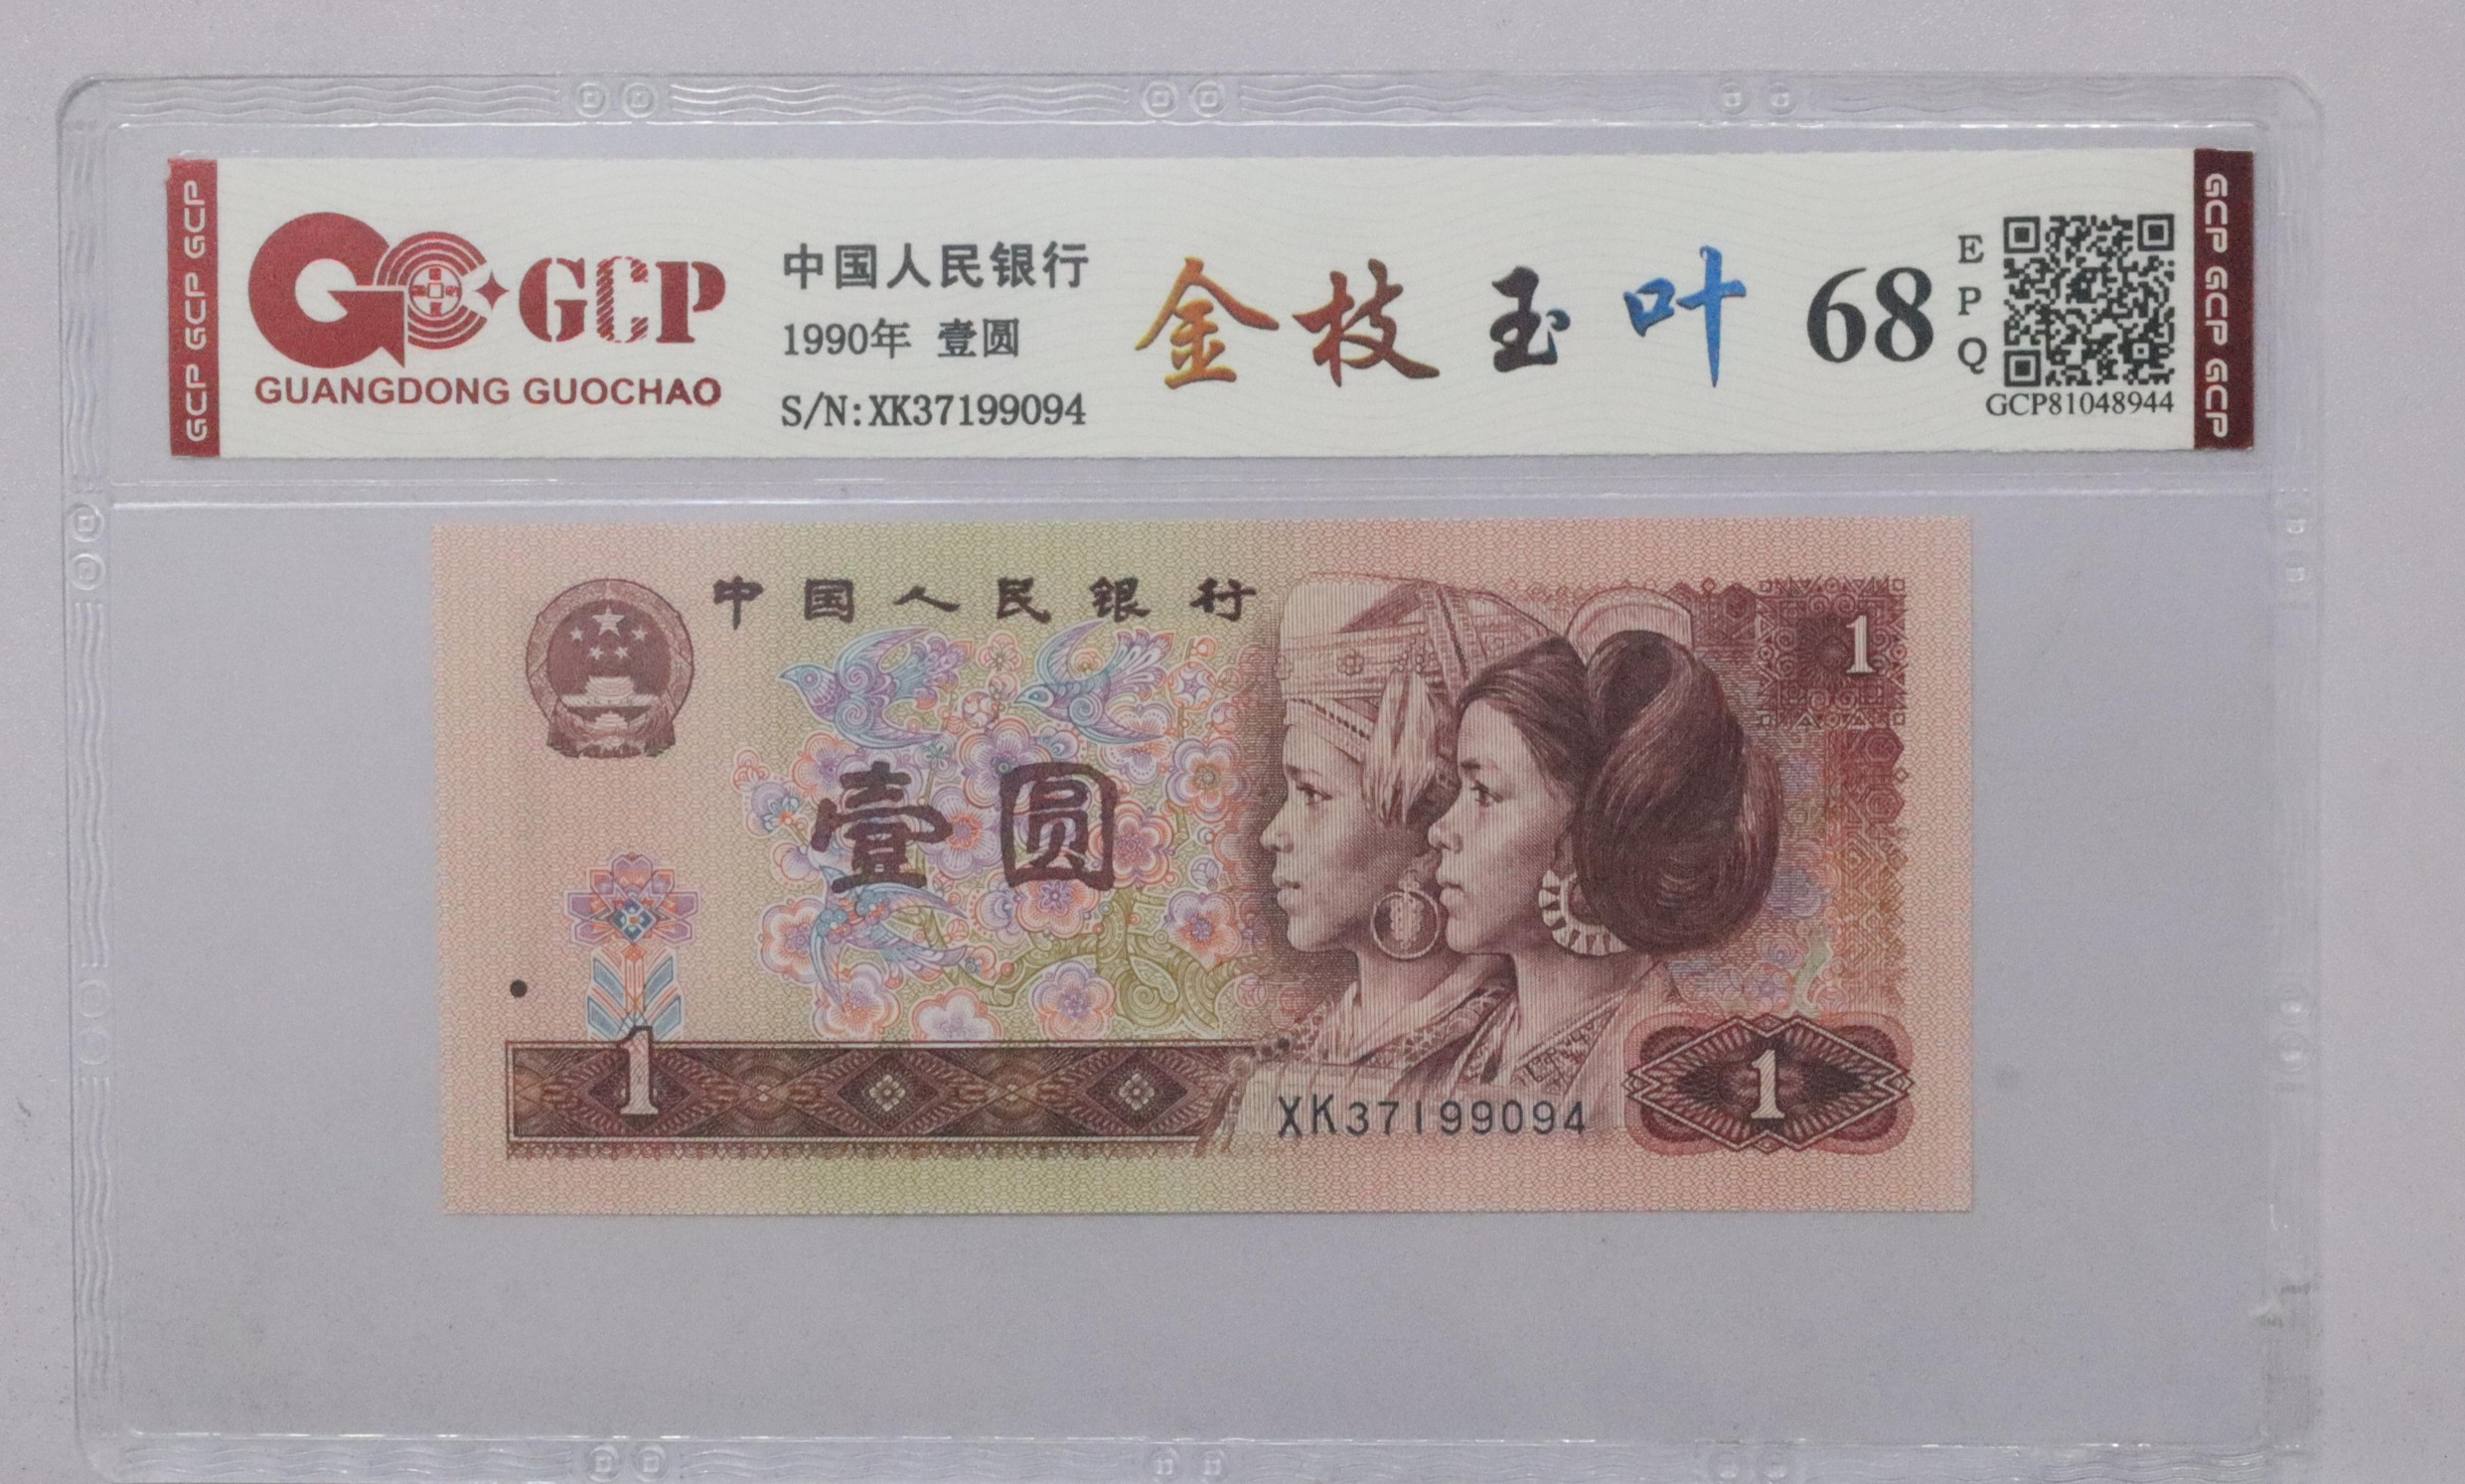 GCP GCP GCP
GCP
GUANGDONG GUOCHAO
中国人民银行
1990年 壹圆
S/N:XK37199094
金枝玉叶
68
EPQ
GCP81048944
GCP GCP GCP
中国人民银行
1
壹圆
1
XK37199094
1